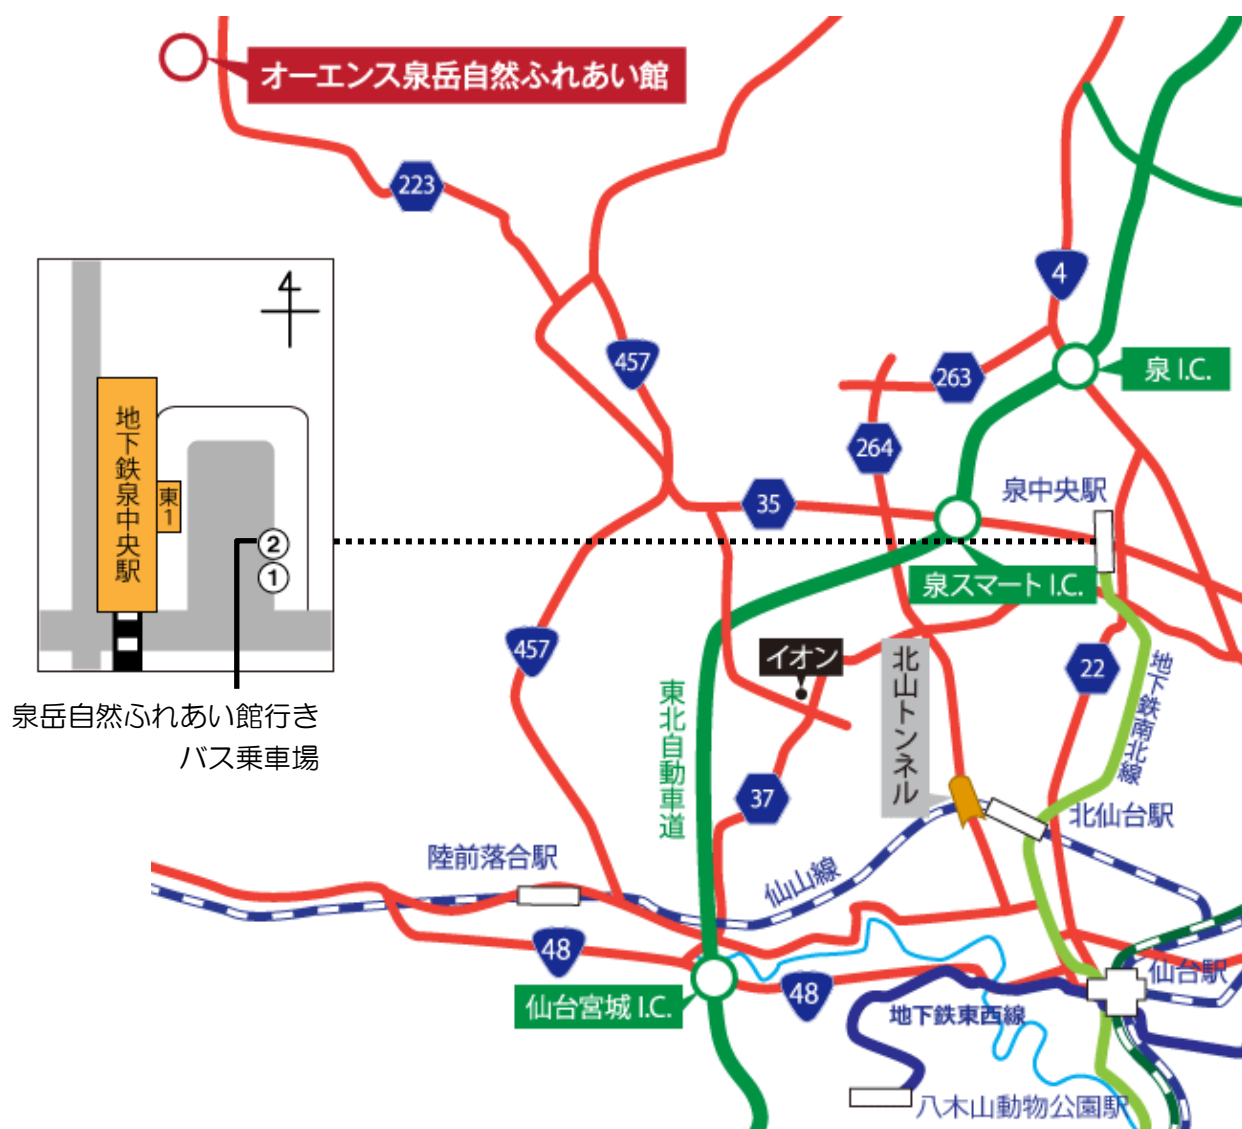 オーエンス泉岳自然ふれあい館
223
4
4
457
263
泉 I.C.
264
地下鉄泉中央駅
東1
35
泉中央駅
②
①
泉スマート I.C.
457
イオン
北山トンネル
22
地下鉄南北線
東北自動車道
泉岳自然ふれあい館行き
バス乗車場
37
北仙台駅
陸前落合駅
仙山線
48
仙台駅
48
仙台宮城 I.C.
地下鉄東西線
八木山動物公園駅